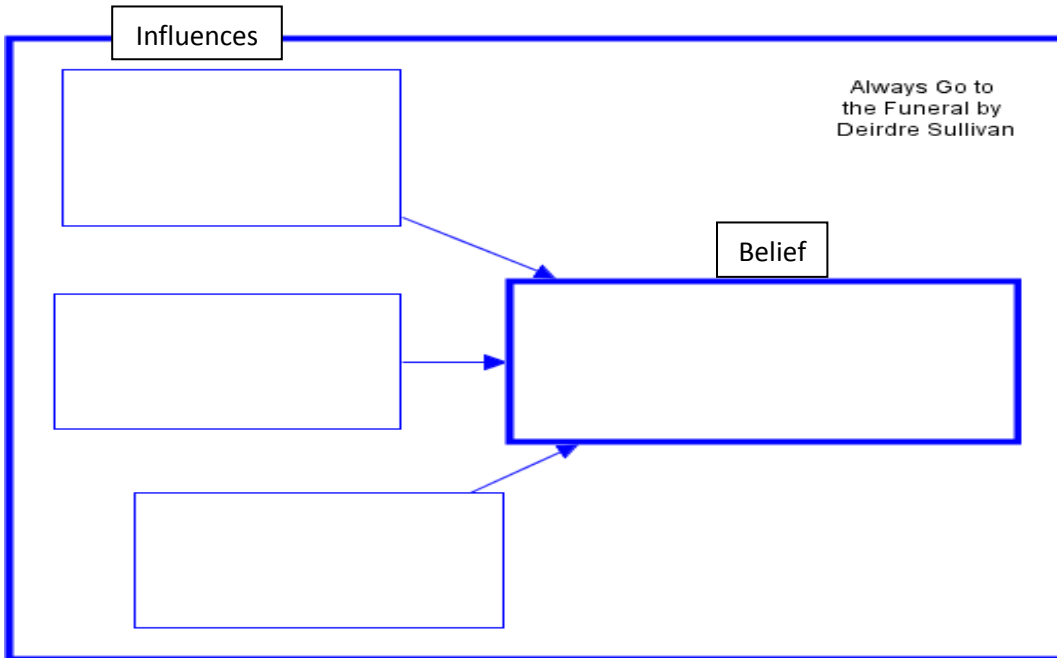 Influences
Always Go to
the Funeral by
Deirdre Sullivan
Belief